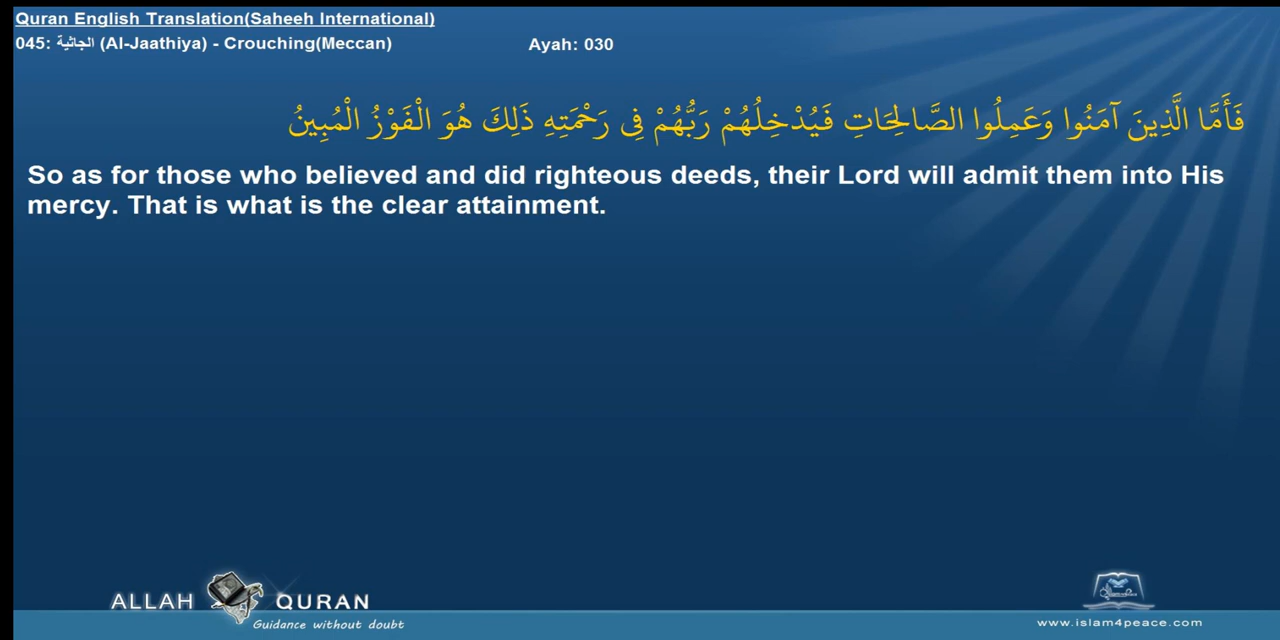 Quran English Translation(Saheeh International)
045: الجاثية (Al-Jaathiya) - Crouching(Meccan) Ayah: 030
فَأَمَّا الَّذِينَ آمَنُوا وَعَمِلُوا الصَّالِحَاتِ فَيُدْخِلُهُمْ رَبُّهُمْ فِي رَحْمَتِهِ ذَلِكَ هُوَ الْفَوْزُ الْمُبِينُ
So as for those who believed and did righteous deeds, their Lord will admit them into His
mercy. That is what is the clear attainment.
ALLAH QURAN
Guidance without doubt
www.islam4peace.com